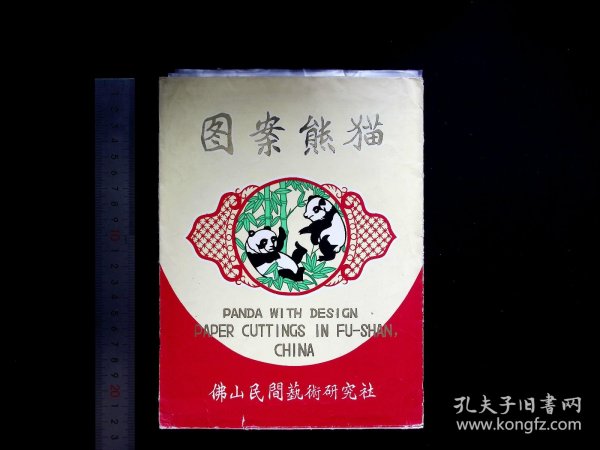 图案熊猫
PANDA WITH DESIGN
PAPER CUTTINGS IN FU-SHAN,
CHINA
佛山民間藝術研究社
孔夫子旧书网
www.kongfz.com